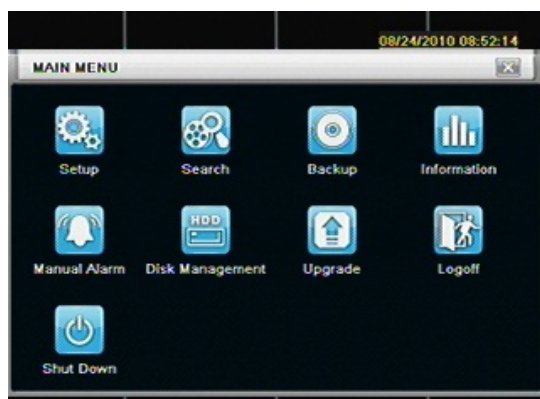 08/24/2010 08:52:14
MAIN MENU
Setup
Search
Backup
Information
HDD
Manual Alarm
Disk Management
Upgrade
Logoff
Shut Down